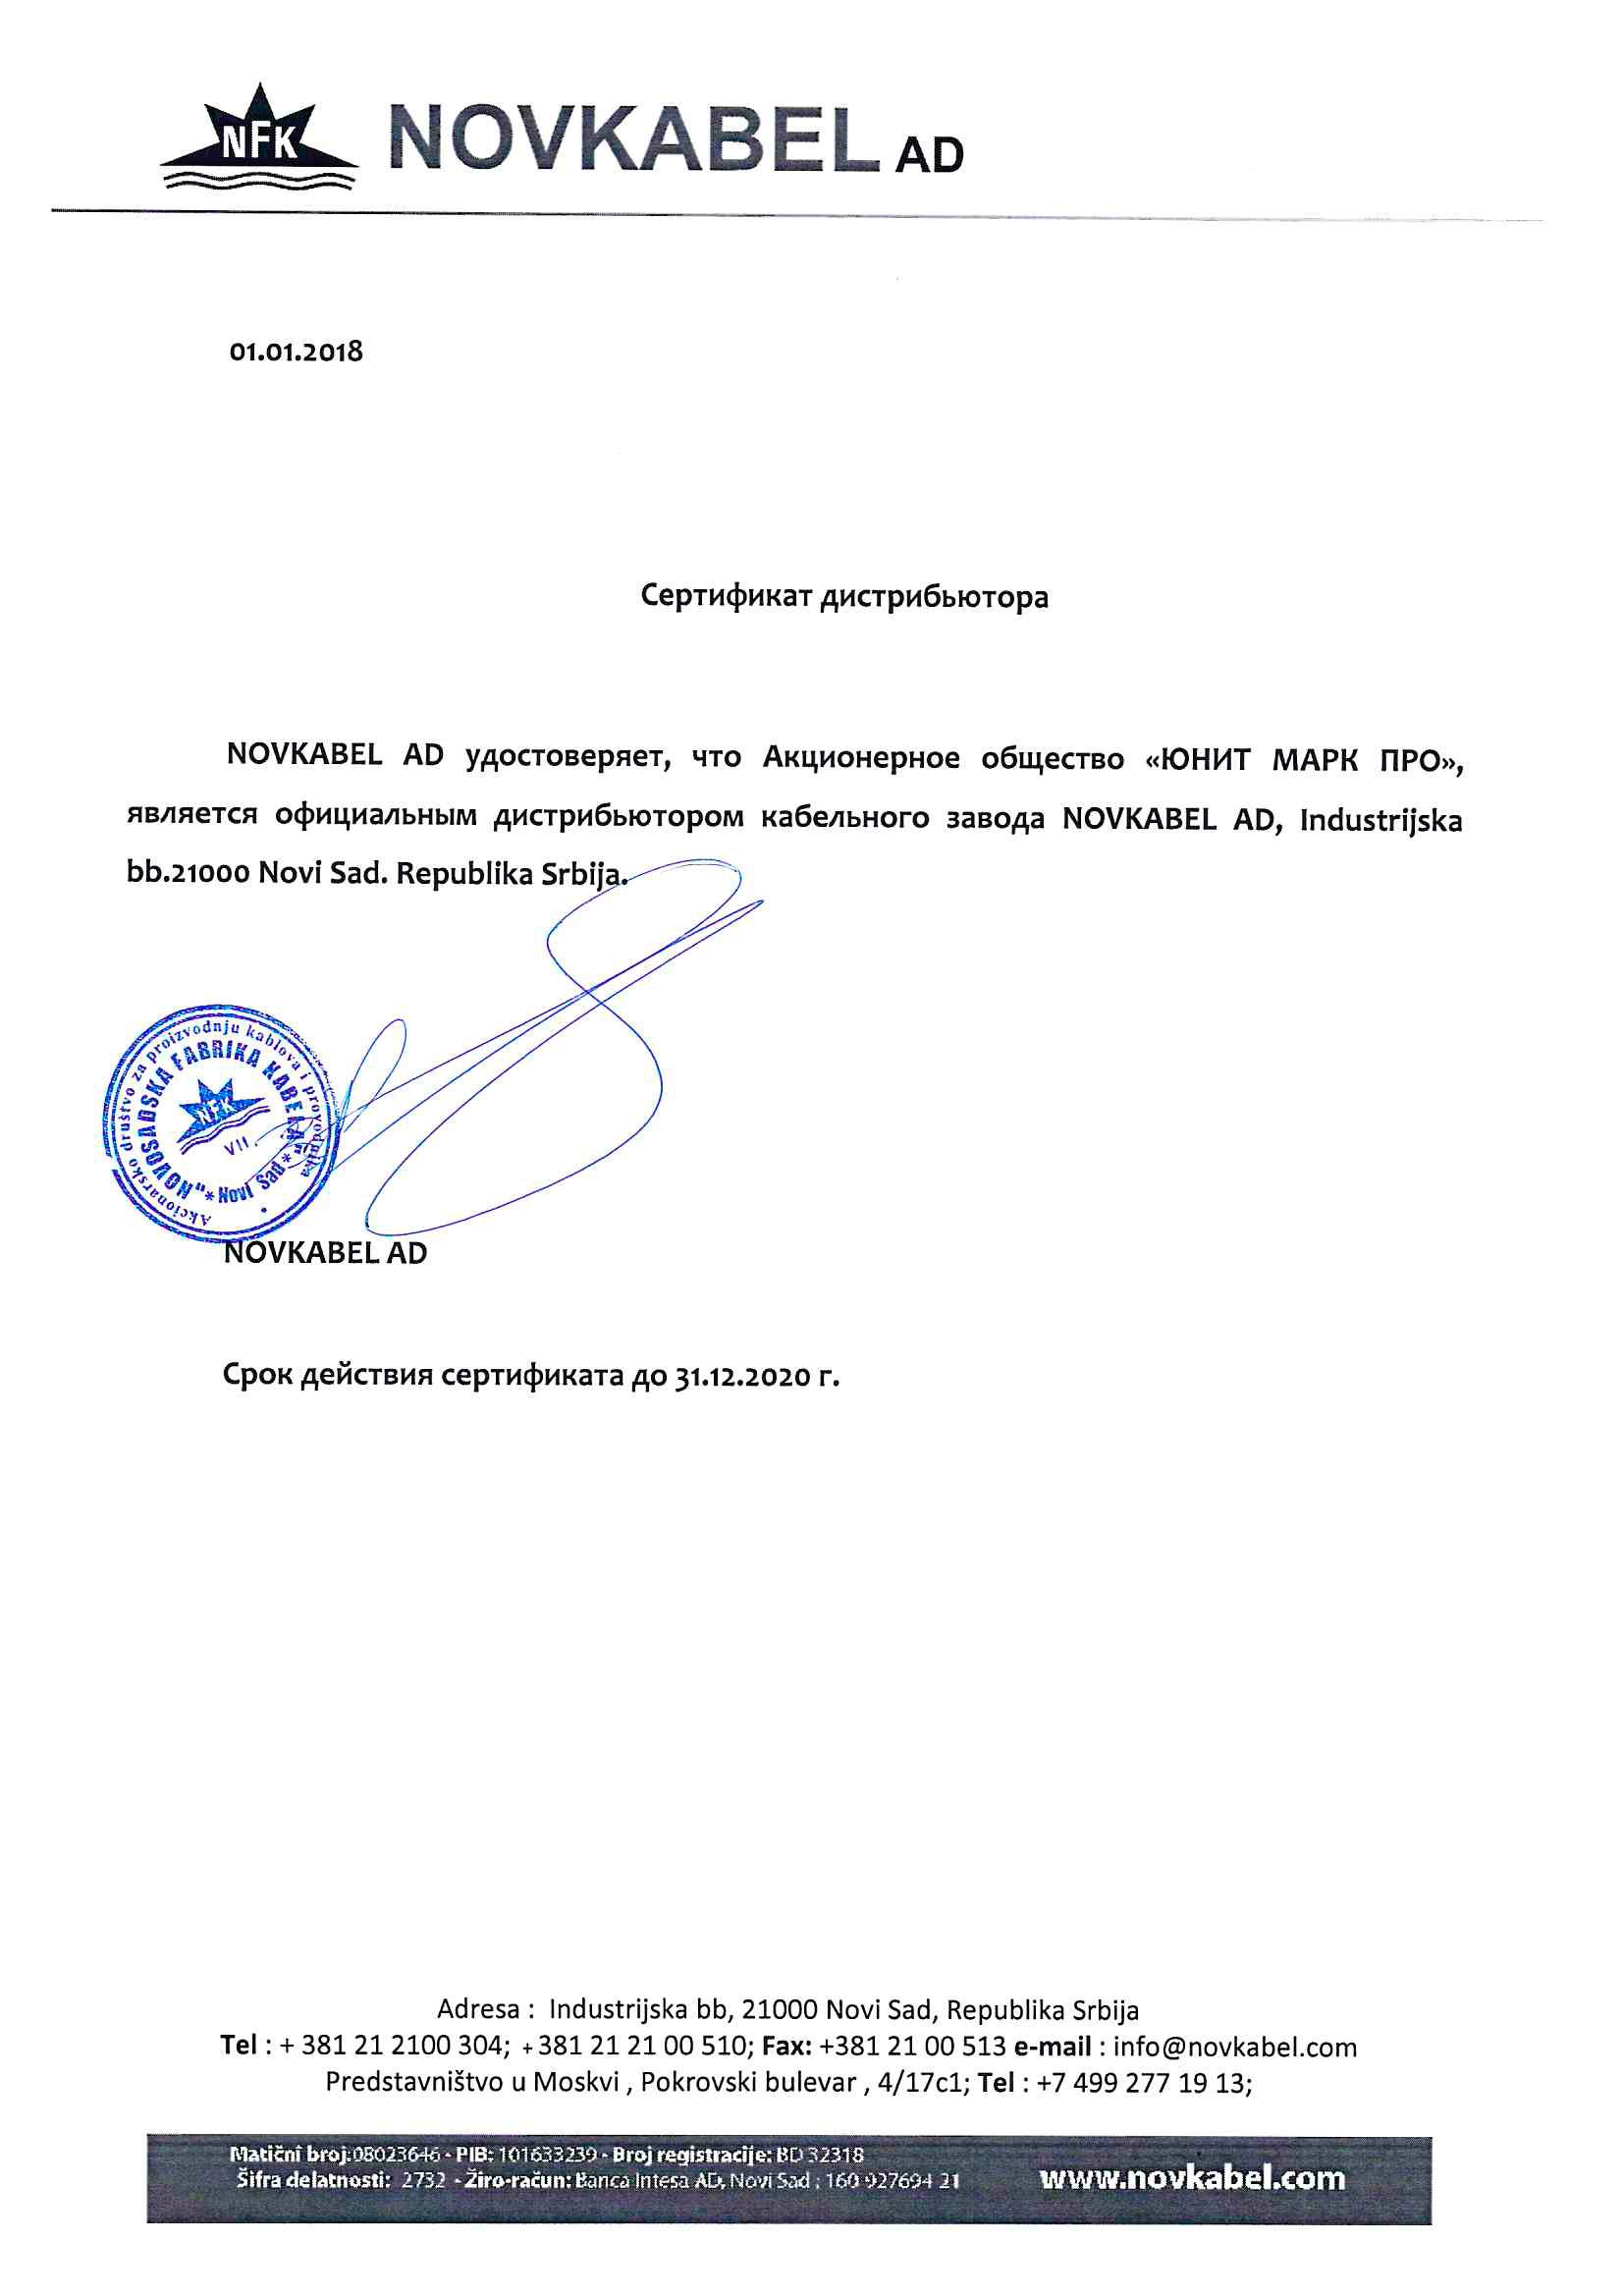 NFK
NOVKABEL AD
01.01.2018
Сертификат дистрибьютора
NOVKABEL AD удостоверяет, что Акционерное общество «ЮНИТ МАРК ПРО»,
является официальным дистрибьютором кабельного завода NOVKABEL AD, Industrijska
bb.21000 Novi Sad. Republika Srbija.
Akcionarsko društvo za proizvodnju kablova i provodnika
„NOVOSADSKA FABRIKA KABELA“
NFK
VII
* Novi Sad *
NOVKABEL AD
Срок действия сертификата до 31.12.2020 г.
Adresa : Industrijska bb, 21000 Novi Sad, Republika Srbija
Tel : + 381 21 2100 304; +381 21 21 00 510; Fax: +381 21 00 513 e-mail : info@novkabel.com
Predstavništvo u Moskvi , Pokrovski bulevar , 4/17c1; Tel : +7 499 277 19 13;
Matični broj:08023646 - PIB: 101633239 - Broj registracije: BD 32318
Šifra delatnosti: 2732 - Žiro-račun: Banca Intesa AD, Novi Sad ; 160 927694 21
www.novkabel.com